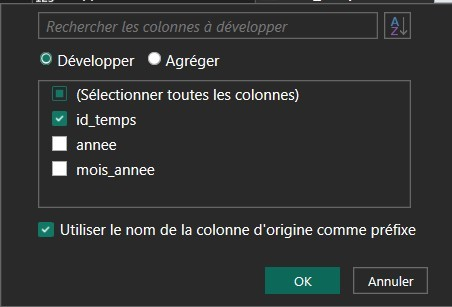 Rechercher les colonnes à développer
A
Z
Développer
Agréger
(Sélectionner toutes les colonnes)
id_temps
annee
mois_annee
Utiliser le nom de la colonne d'origine comme préfixe
OK
Annuler